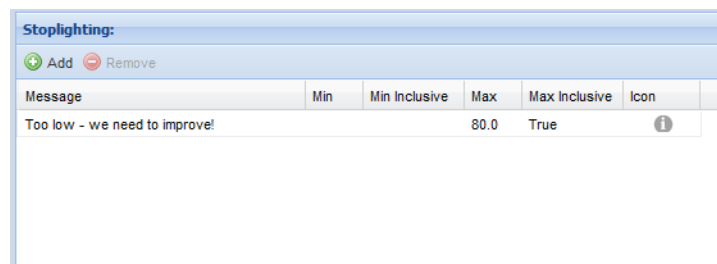 Stoplighting:
Add Remove
Message Min Min Inclusive Max Max Inclusive Icon
Too low - we need to improve! 80.0 True